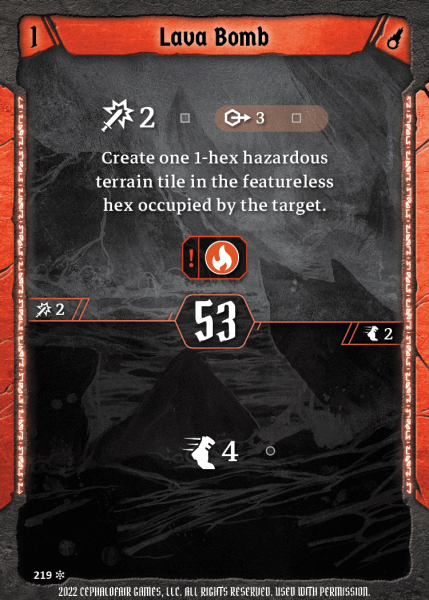 1
Lava Bomb
2
3
Create one 1-hex hazardous
terrain tile in the featureless
hex occupied by the target.
!
2
53
2
4
219
2022 CEPHALOFAIR GAMES, LLC. ALL RIGHTS RESERVED. USED WITH PERMISSION.